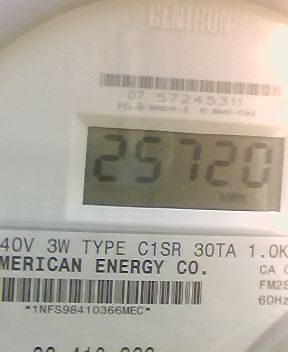 CENTRON
07 57245311
25720
kWh
40V 3W TYPE C1SR 30TA 1.0K
MERICAN ENERGY CO.
CA
FM2S
60Hz
*1NFS98410366MEC*